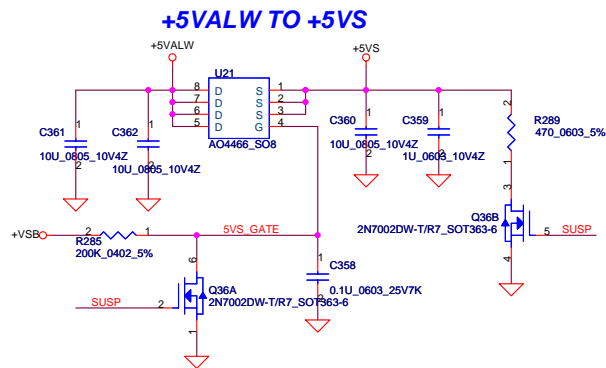 +5VALW TO +5VS
+5VALW
+5VS
U21
8 D S 1
7 D S 2
6 D S 3
5 D G 4
AO4466_SO8
C361
10U_0805_10V4Z
1
2
C362
10U_0805_10V4Z
1
2
C360
10U_0805_10V4Z
1
2
C359
1U_0603_10V4Z
1
2
2
R289
470_0603_5%
1
3
Q36B
2N7002DW-T/R7_SOT363-6
5 SUSP
4
+VSB
2 1
R285
200K_0402_5%
5VS_GATE
6
Q36A
2N7002DW-T/R7_SOT363-6
SUSP 2
1
C358
0.1U_0603_25V7K
1
2